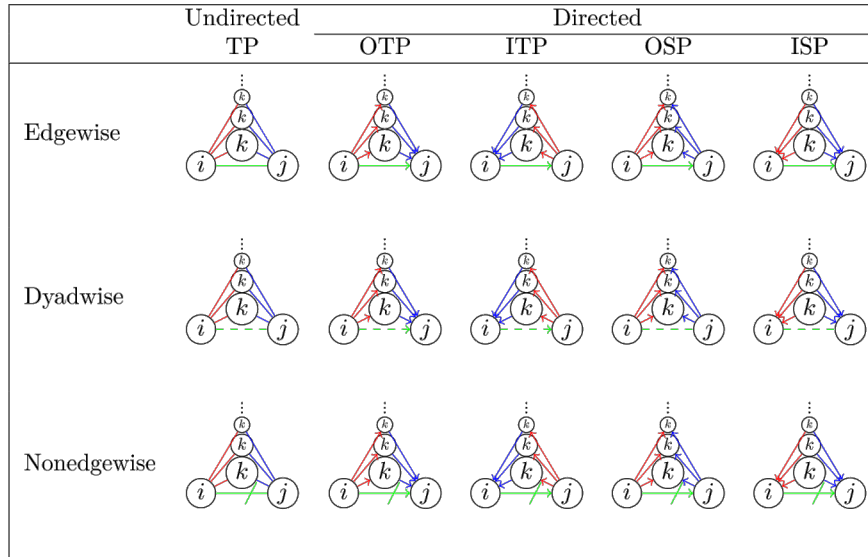 Undirected Directed
TP OTP ITP OSP ISP
⋮ ⋮ ⋮ ⋮ ⋮
k k k k k
k k k k k
Edgewise k k k k k
i j i j i j i j i j
⋮ ⋮ ⋮ ⋮ ⋮
k k k k k
k k k k k
Dyadwise k k k k k
i j i j i j i j i j
⋮ ⋮ ⋮ ⋮ ⋮
k k k k k
k k k k k
Nonedgewise k k k k k
i j i j i j i j i j